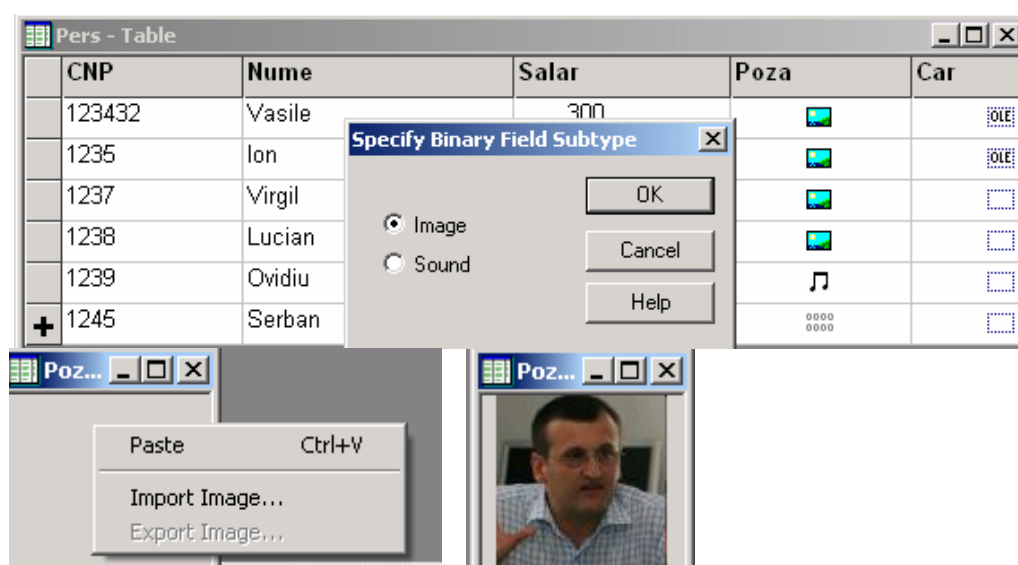 Pers - Table
CNP Nume Salar Poza Car
123432 Vasile 300 OLE
Specify Binary Field Subtype
1235 Ion OLE
OK
1237 Virgil
Image
1238 Lucian
Cancel
Sound
1239 Ovidiu
Help
1245 Serban
0000
0000
Poz...
Poz...
Paste Ctrl+V
Import Image...
Export Image...